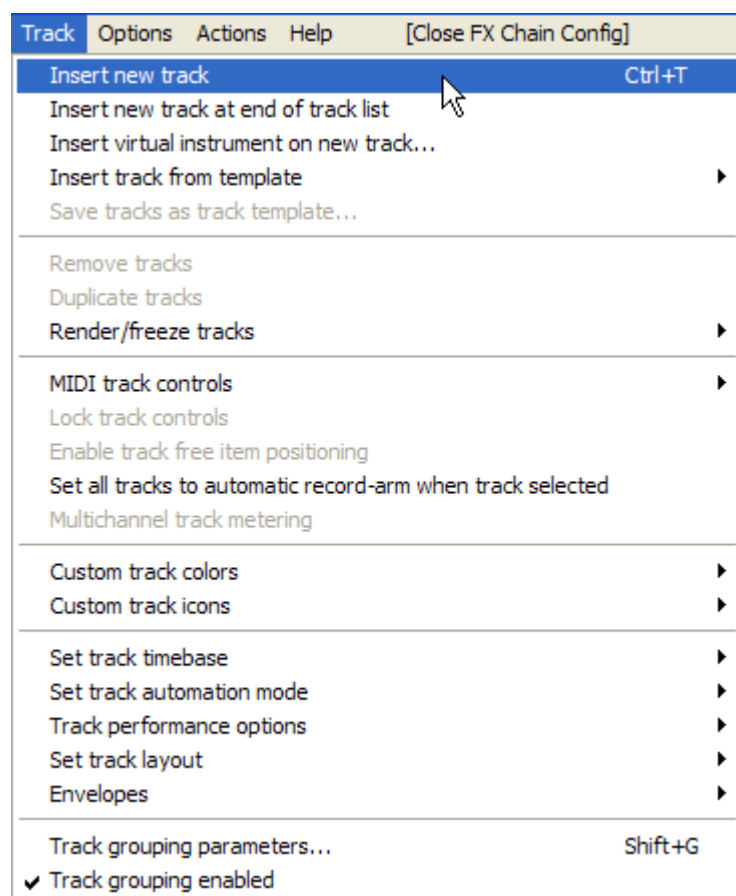 Track Options Actions Help [Close FX Chain Config]
Insert new track Ctrl+T
Insert new track at end of track list
Insert virtual instrument on new track...
Insert track from template
Save tracks as track template...
Remove tracks
Duplicate tracks
Render/freeze tracks
MIDI track controls
Lock track controls
Enable track free item positioning
Set all tracks to automatic record-arm when track selected
Multichannel track metering
Custom track colors
Custom track icons
Set track timebase
Set track automation mode
Track performance options
Set track layout
Envelopes
Track grouping parameters... Shift+G
Track grouping enabled